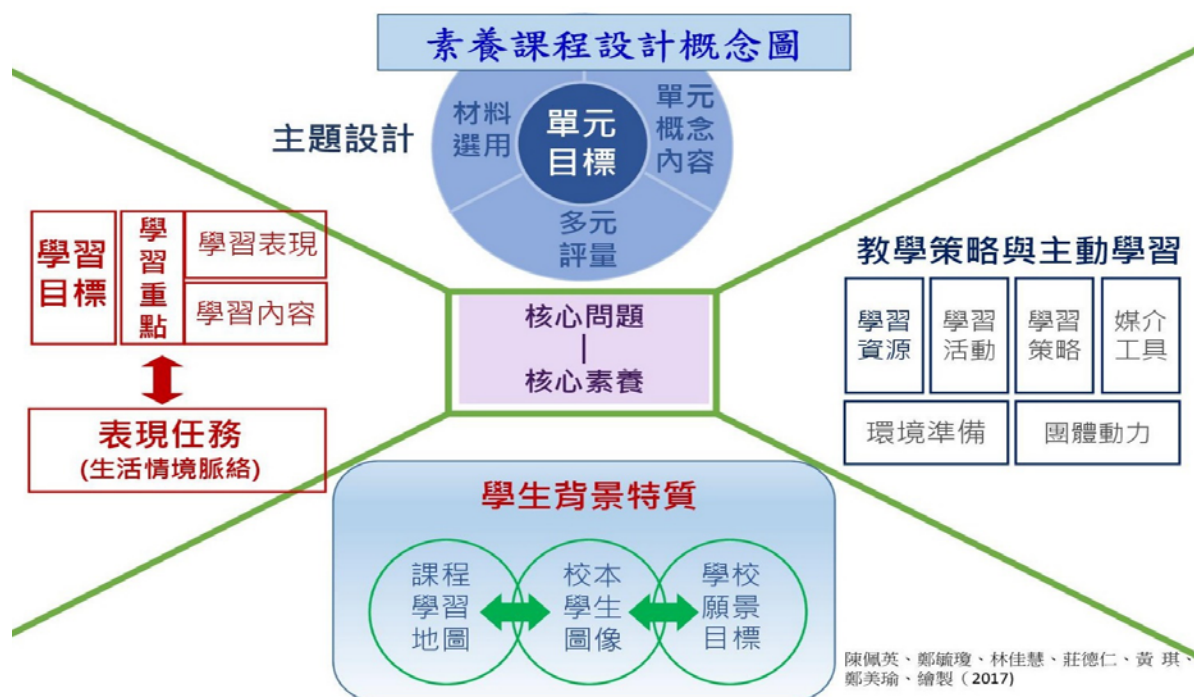 素養課程設計概念圖
主題設計
材料
選用
單元
目標
單元
概念
內容
多元
評量
學習
目標
學
習
重
點
學習表現
學習內容
表現任務
(生活情境脈絡)
核心問題
核心素養
教學策略與主動學習
學習
資源
學習
活動
學習
策略
媒介
工具
環境準備
團體動力
學生背景特質
課程
學習
地圖
校本
學生
圖像
學校
願景
目標
陳佩英、鄭毓瓊、林佳慧、莊德仁、黃 琪、
鄭美瑜、繪製（2017)